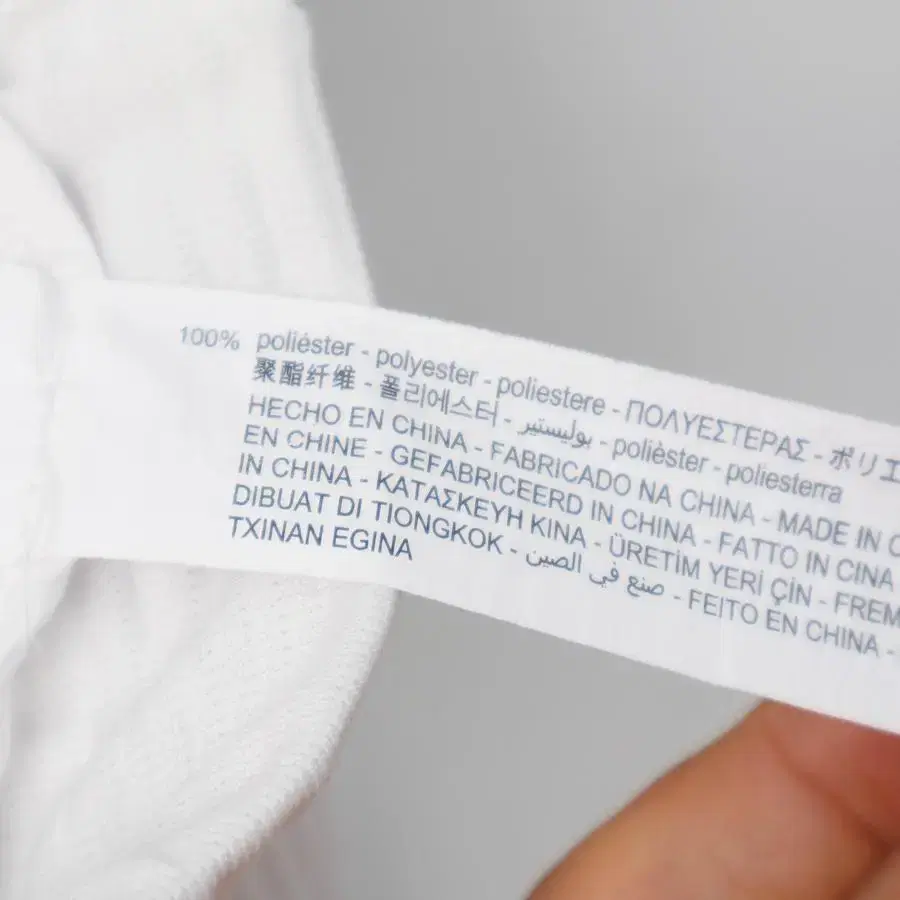 100% poliéster - polyester - poliestere - ΠΟΛΥΕΣΤΕΡΑΣ - ポリエ
聚酯纤维 - 폴리에스터 - بوليستير - polièster - poliesterra
HECHO EN CHINA - FABRICADO NA CHINA - MADE IN C
EN CHINE - GEFABRICEERD IN CHINA - FATTO IN CINA
IN CHINA - ΚΑΤΑΣΚΕΥΗ ΚΙΝΑ - ÜRETİM YERİ ÇİN - FREM
DIBUAT DI TIONGKOK - صنع في الصين - FEITO EN CHINA -
TXINAN EGINA